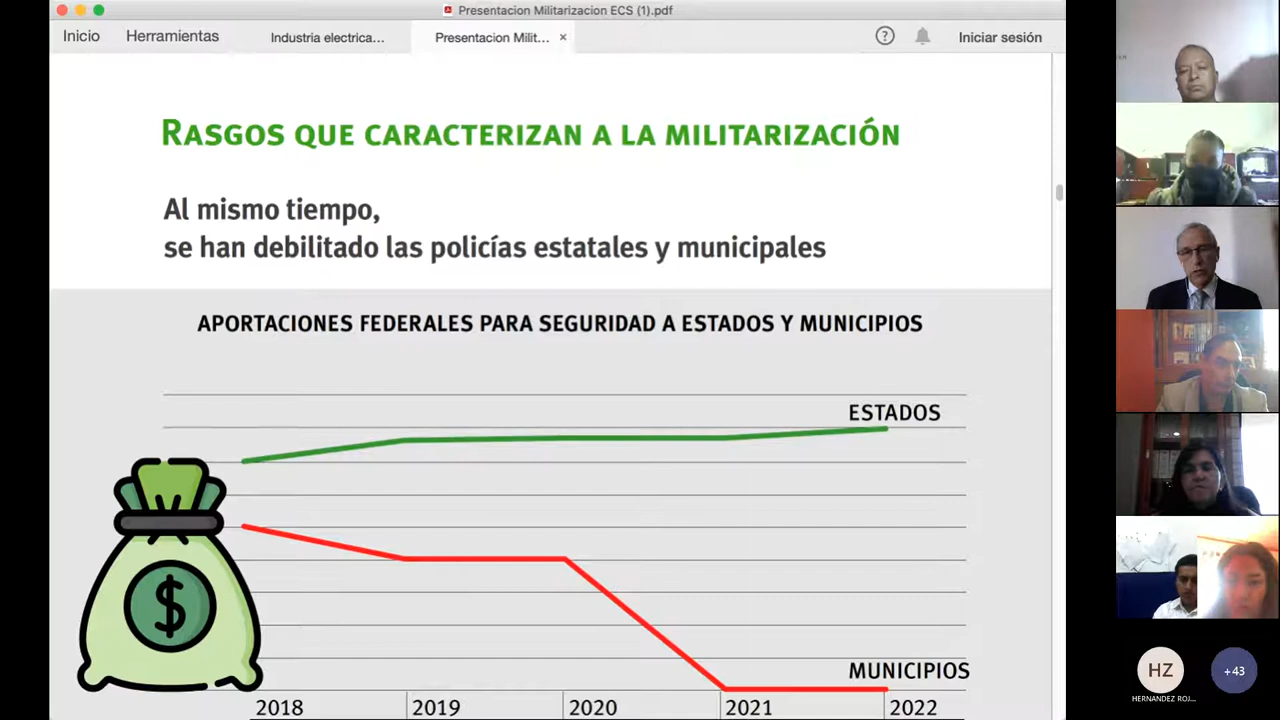 Presentacion Militarizacion ECS (1).pdf
Inicio
Herramientas
Industria electrica...
Presentacion Milit... ×
?
Iniciar sesión
RASGOS QUE CARACTERIZAN A LA MILITARIZACIÓN
Al mismo tiempo,
se han debilitado las policías estatales y municipales
APORTACIONES FEDERALES PARA SEGURIDAD A ESTADOS Y MUNICIPIOS
ESTADOS
$
MUNICIPIOS
2018
2019
2020
2021
2022
HZ
+43
HERNANDEZ ROJ...